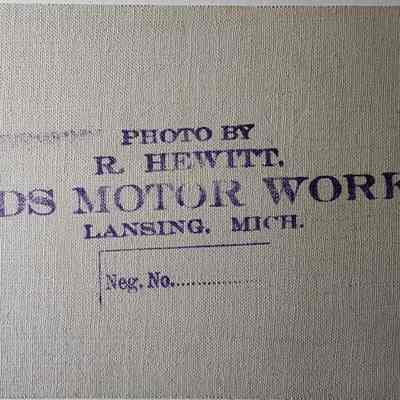 PHOTO BY
R. HEWITT.
DS MOTOR WORK
LANSING, MICH.
Neg. No....................